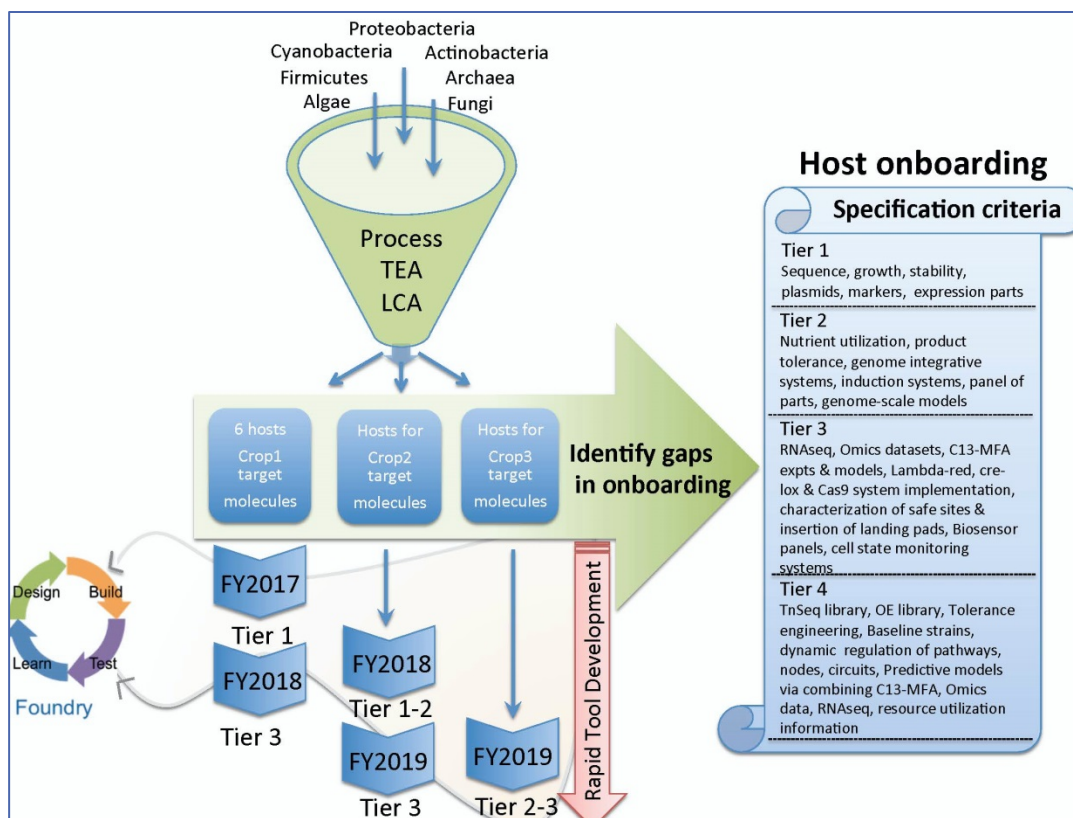 Proteobacteria
Cyanobacteria
Actinobacteria
Firmicutes
Archaea
Algae
Fungi
Process
TEA
LCA
6 hosts
Crop1
target
molecules
Hosts for
Crop2
target
molecules
Hosts for
Crop3
target
molecules
Identify gaps
in onboarding
Design
Build
Learn
Test
Foundry
FY2017
Tier 1
FY2018
Tier 3
FY2018
Tier 1-2
FY2019
Tier 3
FY2019
Tier 2-3
Rapid Tool Development
Host onboarding
Specification criteria
Tier 1
Sequence, growth, stability,
plasmids, markers, expression parts
Tier 2
Nutrient utilization, product
tolerance, genome integrative
systems, induction systems, panel of
parts, genome-scale models
Tier 3
RNAseq, Omics datasets, C13-MFA
expts & models, Lambda-red, cre-
lox & Cas9 system implementation,
characterization of safe sites &
insertion of landing pads, Biosensor
panels, cell state monitoring
systems
Tier 4
TnSeq library, OE library, Tolerance
engineering, Baseline strains,
dynamic regulation of pathways,
nodes, circuits, Predictive models
via combining C13-MFA, Omics
data, RNAseq, resource utilization
information